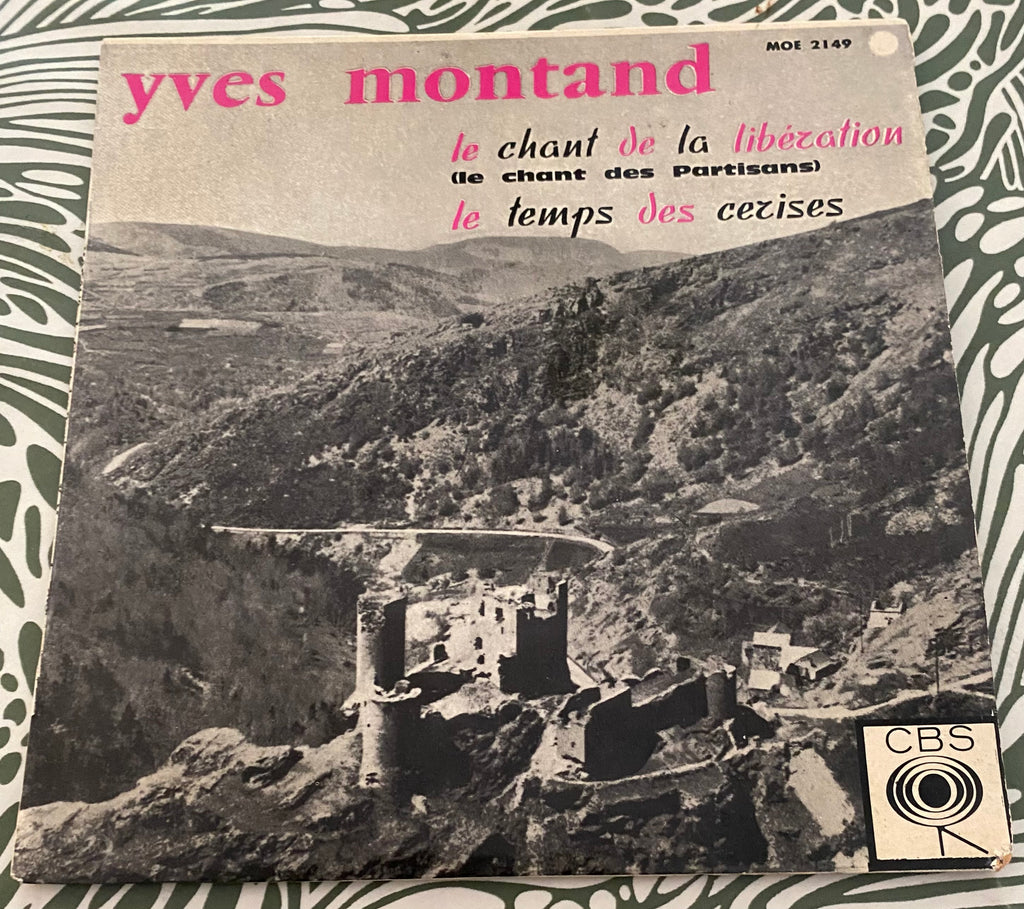 MOE 2149
yves montand
le chant de la libération
(le chant des Partisans)
le temps des cerises
CBS